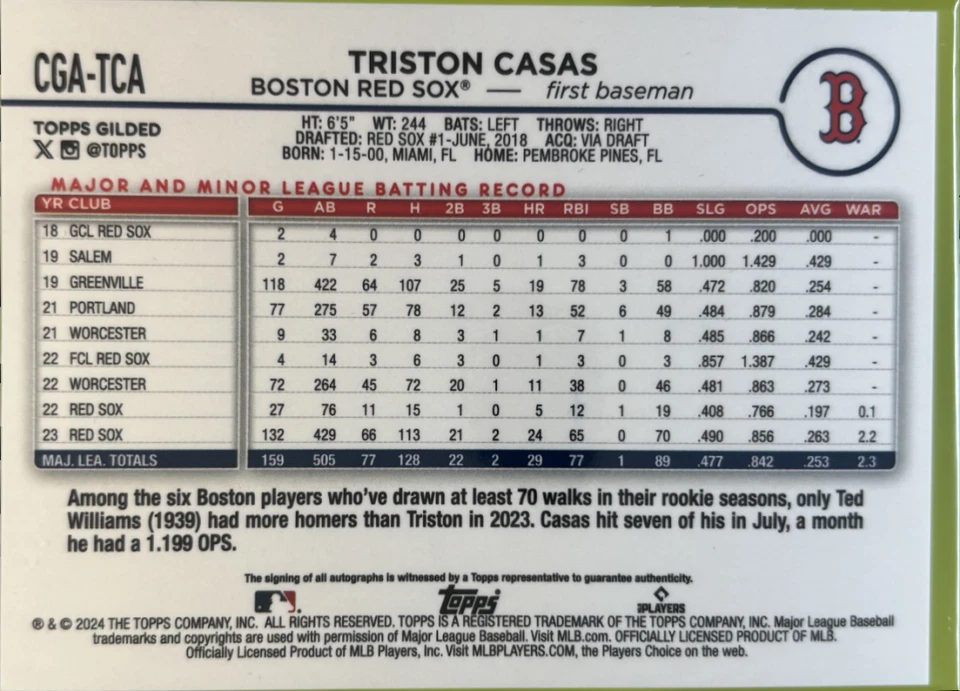 CGA-TCA
TRISTON CASAS
BOSTON RED SOX® — first baseman
B
TOPPS GILDED
X @TOPPS
HT: 6'5" WT: 244 BATS: LEFT THROWS: RIGHT
DRAFTED: RED SOX #1-JUNE, 2018 ACQ: VIA DRAFT
BORN: 1-15-00, MIAMI, FL HOME: PEMBROKE PINES, FL
MAJOR AND MINOR LEAGUE BATTING RECORD
YR CLUB G AB R H 2B 3B HR RBI SB BB SLG OPS AVG WAR
18 GCL RED SOX 2 4 0 0 0 0 0 0 0 1 .000 .200 .000 -
19 SALEM 2 7 2 3 1 0 1 3 0 0 1.000 1.429 .429 -
19 GREENVILLE 118 422 64 107 25 5 19 78 3 58 .472 .820 .254 -
21 PORTLAND 77 275 57 78 12 2 13 52 6 49 .484 .879 .284 -
21 WORCESTER 9 33 6 8 3 1 1 7 1 8 .485 .866 .242 -
22 FCL RED SOX 4 14 3 6 3 0 1 3 0 3 .857 1.387 .429 -
22 WORCESTER 72 264 45 72 20 1 11 38 0 46 .481 .863 .273 -
22 RED SOX 27 76 11 15 1 0 5 12 1 19 .408 .766 .197 0.1
23 RED SOX 132 429 66 113 21 2 24 65 0 70 .490 .856 .263 2.2
MAJ. LEA. TOTALS 159 505 77 128 22 2 29 77 1 89 .477 .842 .253 2.3
Among the six Boston players who've drawn at least 70 walks in their rookie seasons, only Ted
Williams (1939) had more homers than Triston in 2023. Casas hit seven of his in July, a month
he had a 1.199 OPS.
The signing of all autographs is witnessed by a Topps representative to guarantee authenticity.
Topps
PLAYERS
® & © 2024 THE TOPPS COMPANY, INC. ALL RIGHTS RESERVED. TOPPS IS A REGISTERED TRADEMARK OF THE TOPPS COMPANY, INC. Major League Baseball
trademarks and copyrights are used with permission of Major League Baseball. Visit MLB.com. OFFICIALLY LICENSED PRODUCT OF MLB.
Officially Licensed Product of MLB Players, Inc. Visit MLBPLAYERS.COM, the Players Choice on the web.